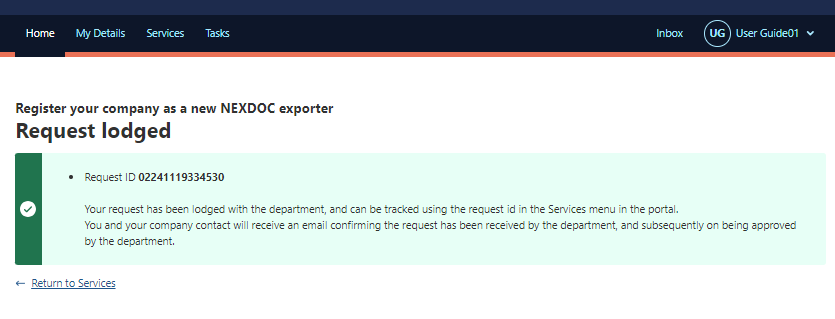 Home My Details Services Tasks Inbox UG User Guide01
Register your company as a new NEXDOC exporter
Request lodged
• Request ID 02241119334530
Your request has been lodged with the department, and can be tracked using the request id in the Services menu in the portal.
You and your company contact will receive an email confirming the request has been received by the department, and subsequently on being approved
by the department.
← Return to Services